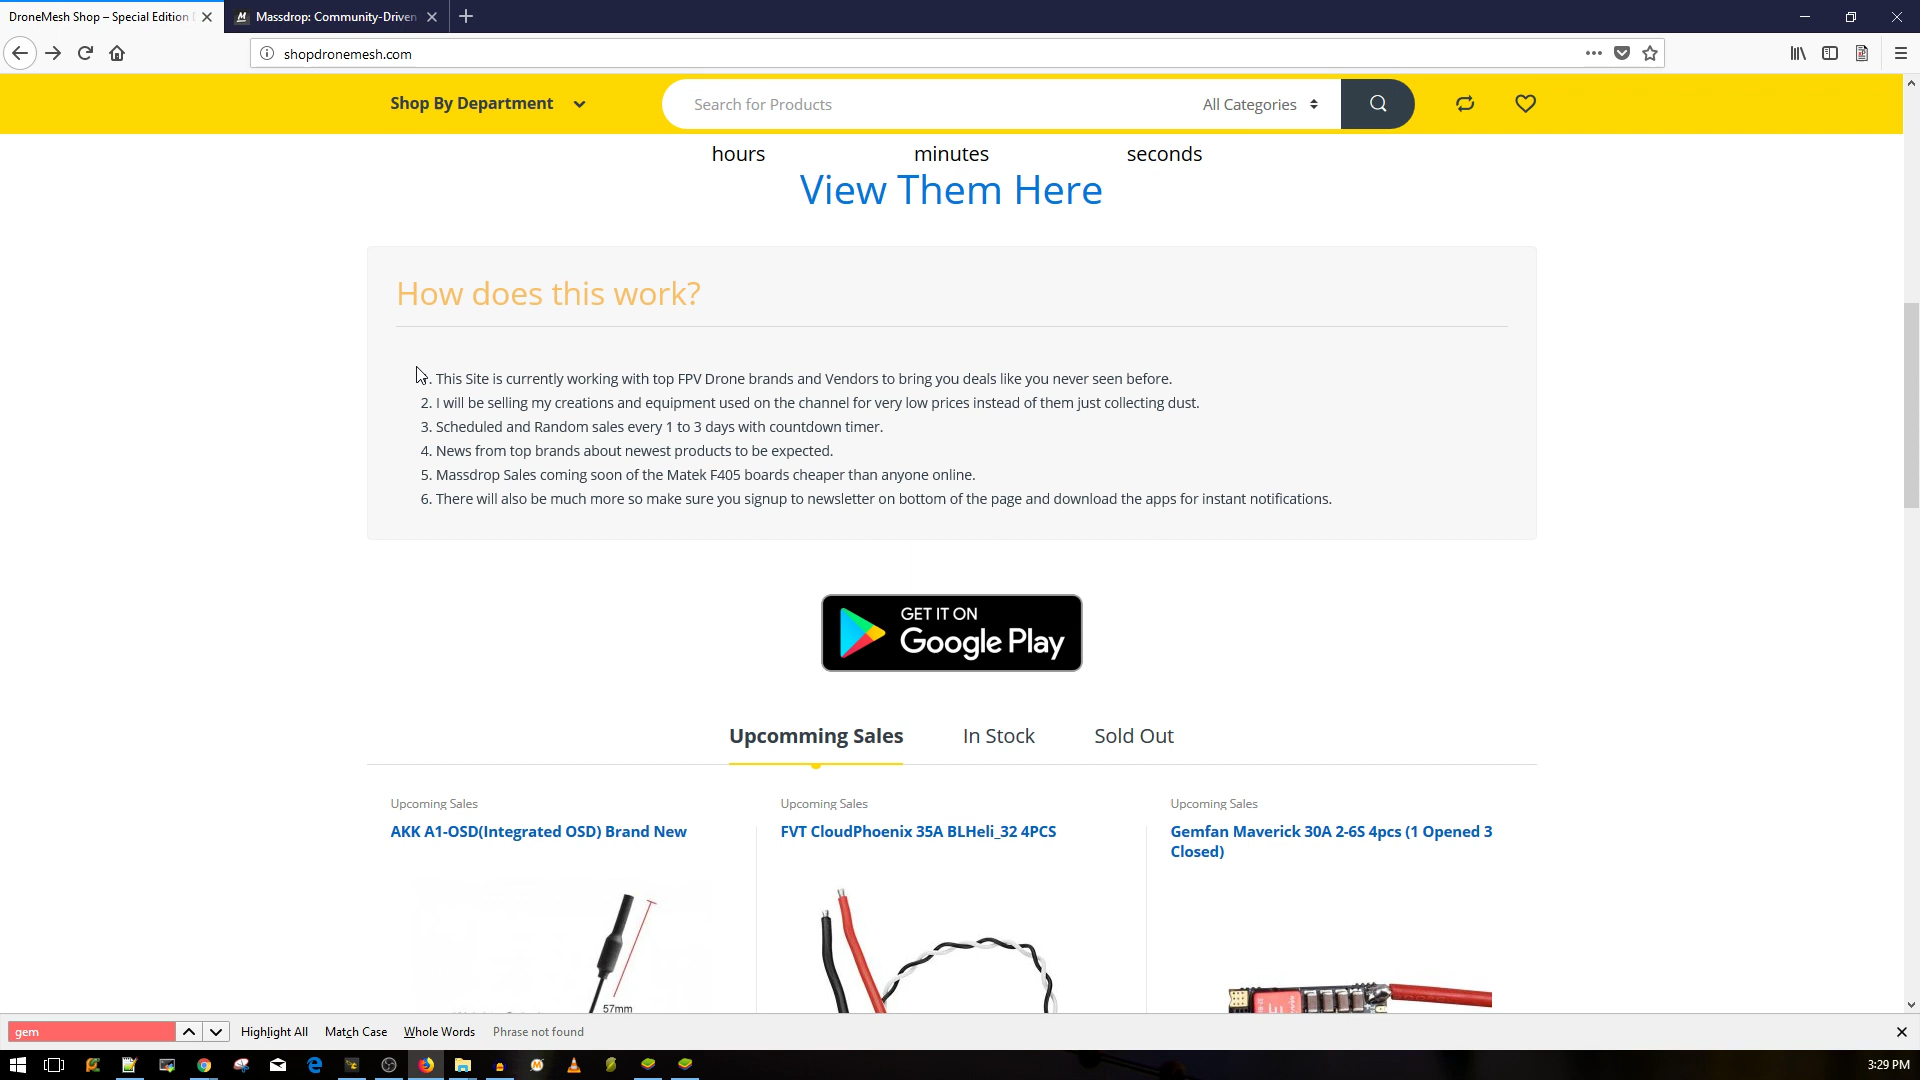 DroneMesh Shop – Special Edition
Massdrop: Community-Driven
shopdronemesh.com
Shop By Department
Search for Products
All Categories
hours
minutes
seconds
View Them Here
How does this work?
. This Site is currently working with top FPV Drone brands and Vendors to bring you deals like you never seen before.
2. I will be selling my creations and equipment used on the channel for very low prices instead of them just collecting dust.
3. Scheduled and Random sales every 1 to 3 days with countdown timer.
4. News from top brands about newest products to be expected.
5. Massdrop Sales coming soon of the Matek F405 boards cheaper than anyone online.
6. There will also be much more so make sure you signup to newsletter on bottom of the page and download the apps for instant notifications.
GET IT ON
Google Play
Upcomming Sales
In Stock
Sold Out
Upcoming Sales
AKK A1-OSD(Integrated OSD) Brand New
57mm
Upcoming Sales
FVT CloudPhoenix 35A BLHeli_32 4PCS
Upcoming Sales
Gemfan Maverick 30A 2-6S 4pcs (1 Opened 3
Closed)
gem
Highlight All
Match Case
Whole Words
Phrase not found
3:29 PM